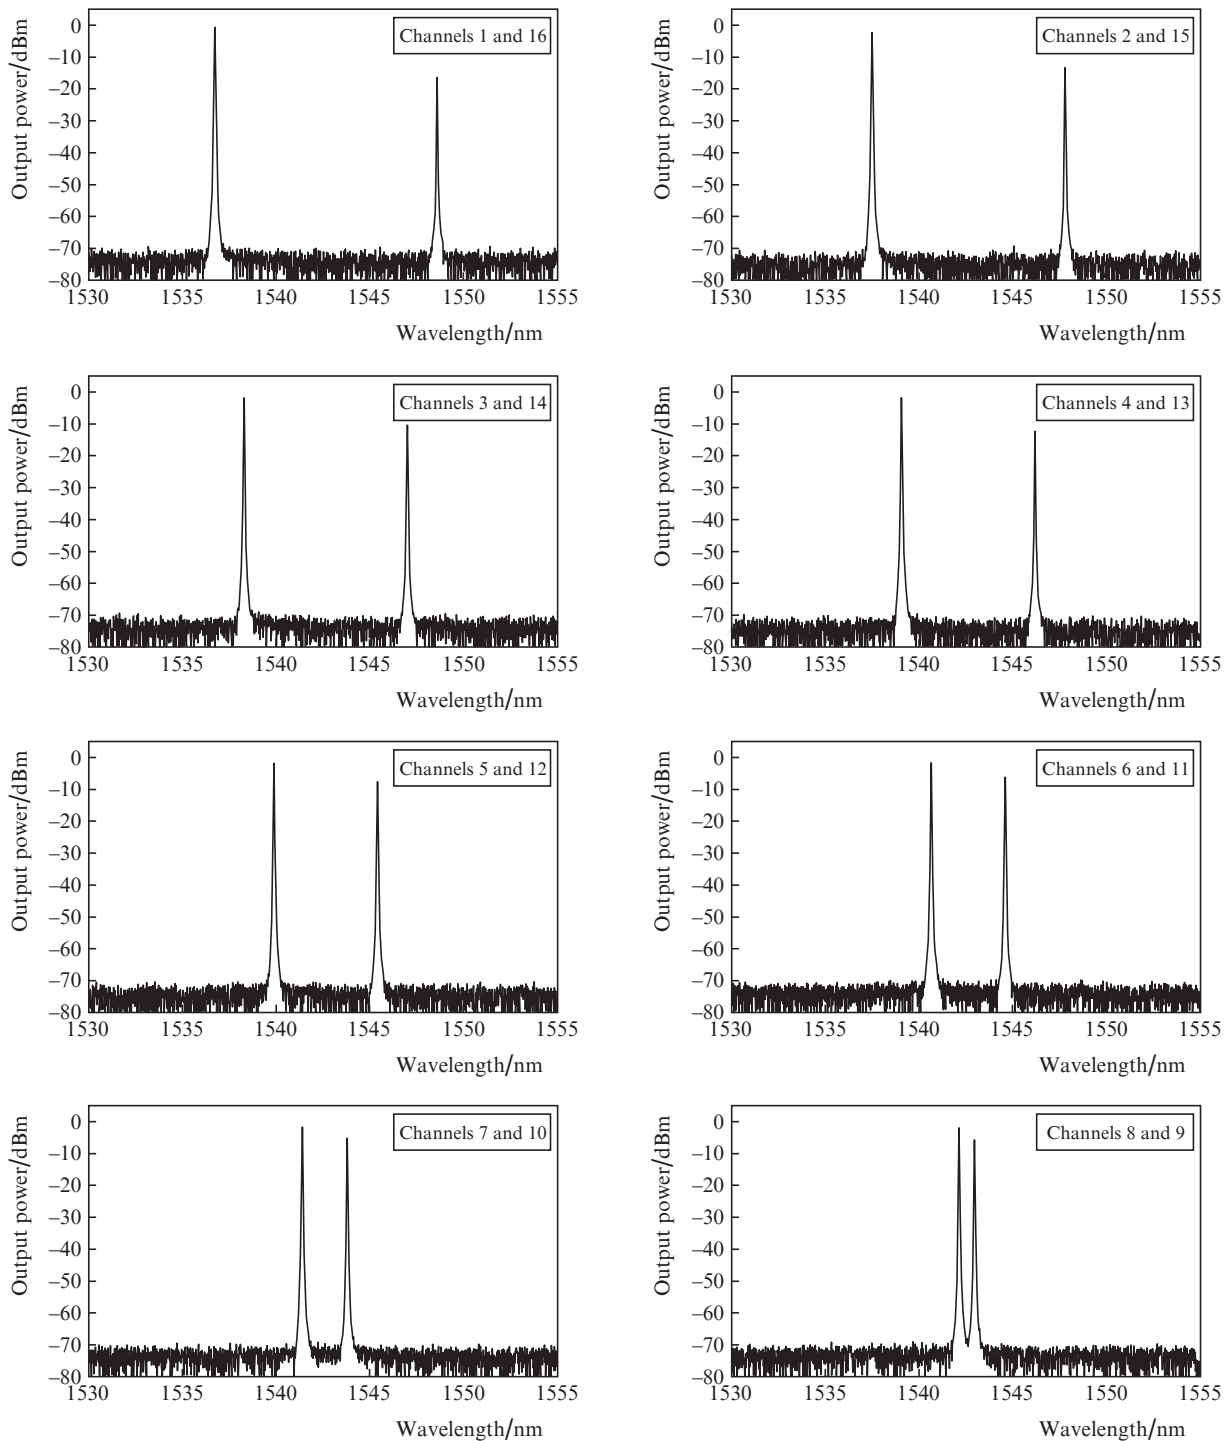 Output power/dBm
0
–10
–20
–30
–40
–50
–60
–70
–80
Channels 1 and 16
1530 1535 1540 1545 1550 1555
Wavelength/nm
Output power/dBm
0
–10
–20
–30
–40
–50
–60
–70
–80
Channels 2 and 15
1530 1535 1540 1545 1550 1555
Wavelength/nm
Output power/dBm
0
–10
–20
–30
–40
–50
–60
–70
–80
Channels 3 and 14
1530 1535 1540 1545 1550 1555
Wavelength/nm
Output power/dBm
0
–10
–20
–30
–40
–50
–60
–70
–80
Channels 4 and 13
1530 1535 1540 1545 1550 1555
Wavelength/nm
Output power/dBm
0
–10
–20
–30
–40
–50
–60
–70
–80
Channels 5 and 12
1530 1535 1540 1545 1550 1555
Wavelength/nm
Output power/dBm
0
–10
–20
–30
–40
–50
–60
–70
–80
Channels 6 and 11
1530 1535 1540 1545 1550 1555
Wavelength/nm
Output power/dBm
0
–10
–20
–30
–40
–50
–60
–70
–80
Channels 7 and 10
1530 1535 1540 1545 1550 1555
Wavelength/nm
Output power/dBm
0
–10
–20
–30
–40
–50
–60
–70
–80
Channels 8 and 9
1530 1535 1540 1545 1550 1555
Wavelength/nm